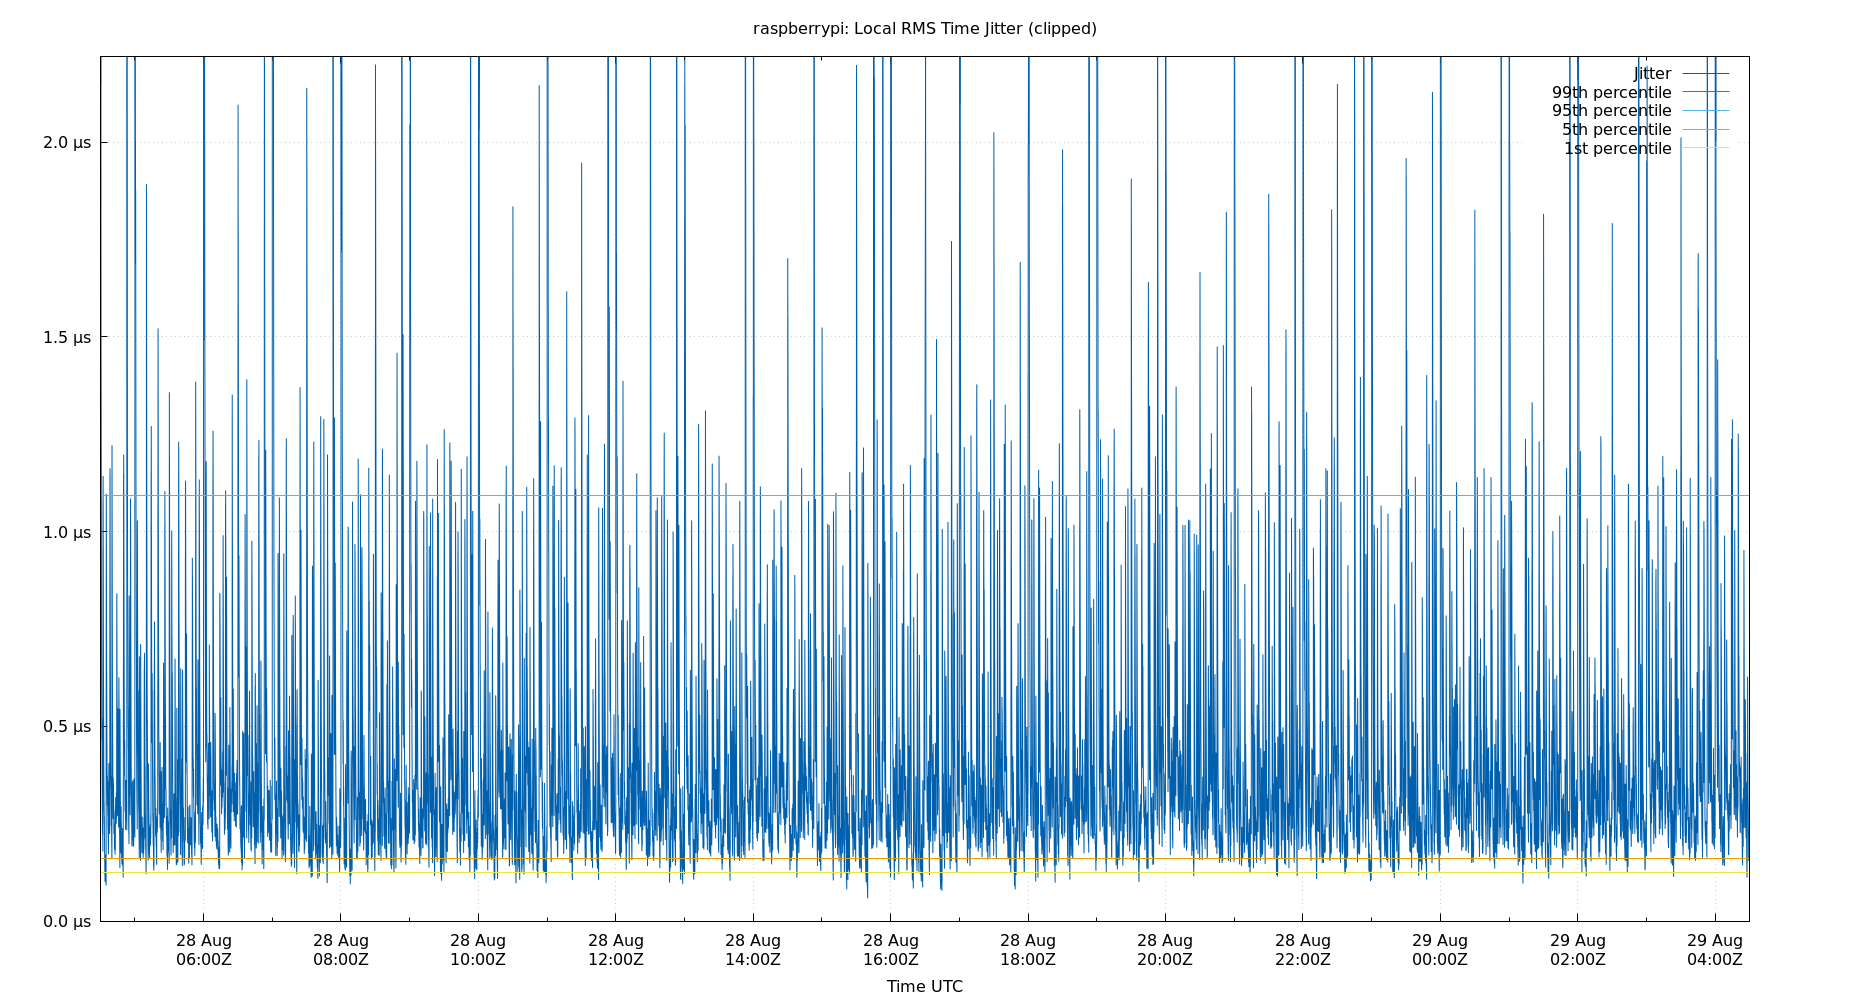 raspberrypi: Local RMS Time Jitter (clipped)
Jitter
99th percentile
95th percentile
5th percentile
1st percentile
2.0 μs
1.5 μs
1.0 μs
0.5 μs
0.0 μs
28 Aug 28 Aug 28 Aug 28 Aug 28 Aug 28 Aug 28 Aug 28 Aug 28 Aug 29 Aug 29 Aug 29 Aug
06:00Z 08:00Z 10:00Z 12:00Z 14:00Z 16:00Z 18:00Z 20:00Z 22:00Z 00:00Z 02:00Z 04:00Z
Time UTC